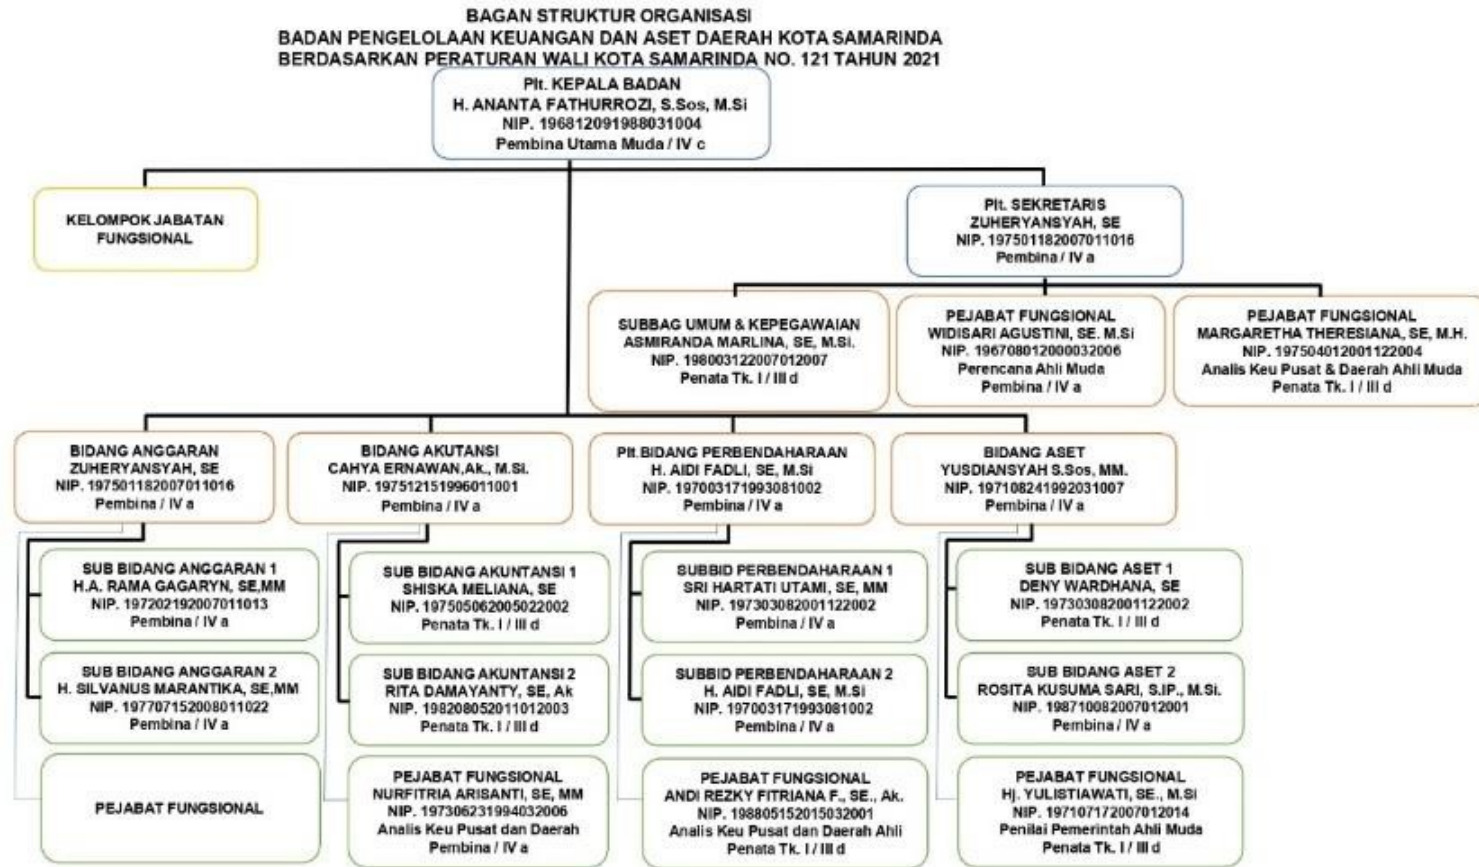 BAGAN STRUKTUR ORGANISASI
BADAN PENGELOLAAN KEUANGAN DAN ASET DAERAH KOTA SAMARINDA
BERDASARKAN PERATURAN WALI KOTA SAMARINDA NO. 121 TAHUN 2021
Plt. KEPALA BADAN
H. ANANTA FATHURROZI, S.Sos, M.Si
NIP. 196812091988031004
Pembina Utama Muda / IV c
KELOMPOK JABATAN
FUNGSIONAL
Plt. SEKRETARIS
ZUHERYANSYAH, SE
NIP. 197501182007011016
Pembina / IV a
SUBBAG UMUM & KEPEGAWAIAN
ASMIRANDA MARLINA, SE, M.Si.
NIP. 198003122007012007
Penata Tk. I / III d
PEJABAT FUNGSIONAL
WIDISARI AGUSTINI, SE. M.Si
NIP. 196708012000032006
Perencana Ahli Muda
Pembina / IV a
PEJABAT FUNGSIONAL
MARGARETHA THERESIANA, SE, M.H.
NIP. 197504012001122004
Analis Keu Pusat & Daerah Ahli Muda
Penata Tk. I / III d
BIDANG ANGGARAN
ZUHERYANSYAH, SE
NIP. 197501182007011016
Pembina / IV a
BIDANG AKUTANSI
CAHYA ERNAWAN,Ak., M.Si.
NIP. 197512151996011001
Pembina / IV a
Plt.BIDANG PERBENDAHARAAN
H. AIDI FADLI, SE, M.Si
NIP. 197003171993081002
Pembina / IV a
BIDANG ASET
YUSDIANSYAH S.Sos, MM.
NIP. 197108241992031007
Pembina / IV a
SUB BIDANG ANGGARAN 1
H.A. RAMA GAGARYN, SE,MM
NIP. 197202192007011013
Pembina / IV a
SUB BIDANG AKUNTANSI 1
SHISKA MELIANA, SE
NIP. 197505062005022002
Penata Tk. I / III d
SUBBID PERBENDAHARAAN 1
SRI HARTATI UTAMI, SE, MM
NIP. 197303082001122002
Pembina / IV a
SUB BIDANG ASET 1
DENY WARDHANA, SE
NIP. 197303082001122002
Penata Tk. I / III d
SUB BIDANG ANGGARAN 2
H. SILVANUS MARANTIKA, SE,MM
NIP. 197707152008011022
Pembina / IV a
SUB BIDANG AKUNTANSI 2
RITA DAMAYANTY, SE, Ak
NIP. 198208052011012003
Penata Tk. I / III d
SUBBID PERBENDAHARAAN 2
H. AIDI FADLI, SE, M.Si
NIP. 197003171993081002
Pembina / IV a
SUB BIDANG ASET 2
ROSITA KUSUMA SARI, S.IP., M.Si.
NIP. 198710082007012001
Pembina / IV a
PEJABAT FUNGSIONAL
PEJABAT FUNGSIONAL
NURFITRIA ARISANTI, SE, MM
NIP. 197306231994032006
Analis Keu Pusat dan Daerah
Pembina / IV a
PEJABAT FUNGSIONAL
ANDI REZKY FITRIANA F., SE., Ak.
NIP. 198805152015032001
Analis Keu Pusat dan Daerah Ahli
Penata Tk. I / III d
PEJABAT FUNGSIONAL
Hj. YULISTIAWATI, SE., M.Si
NIP. 197107172007012014
Penilai Pemerintah Ahli Muda
Penata Tk. I / III d